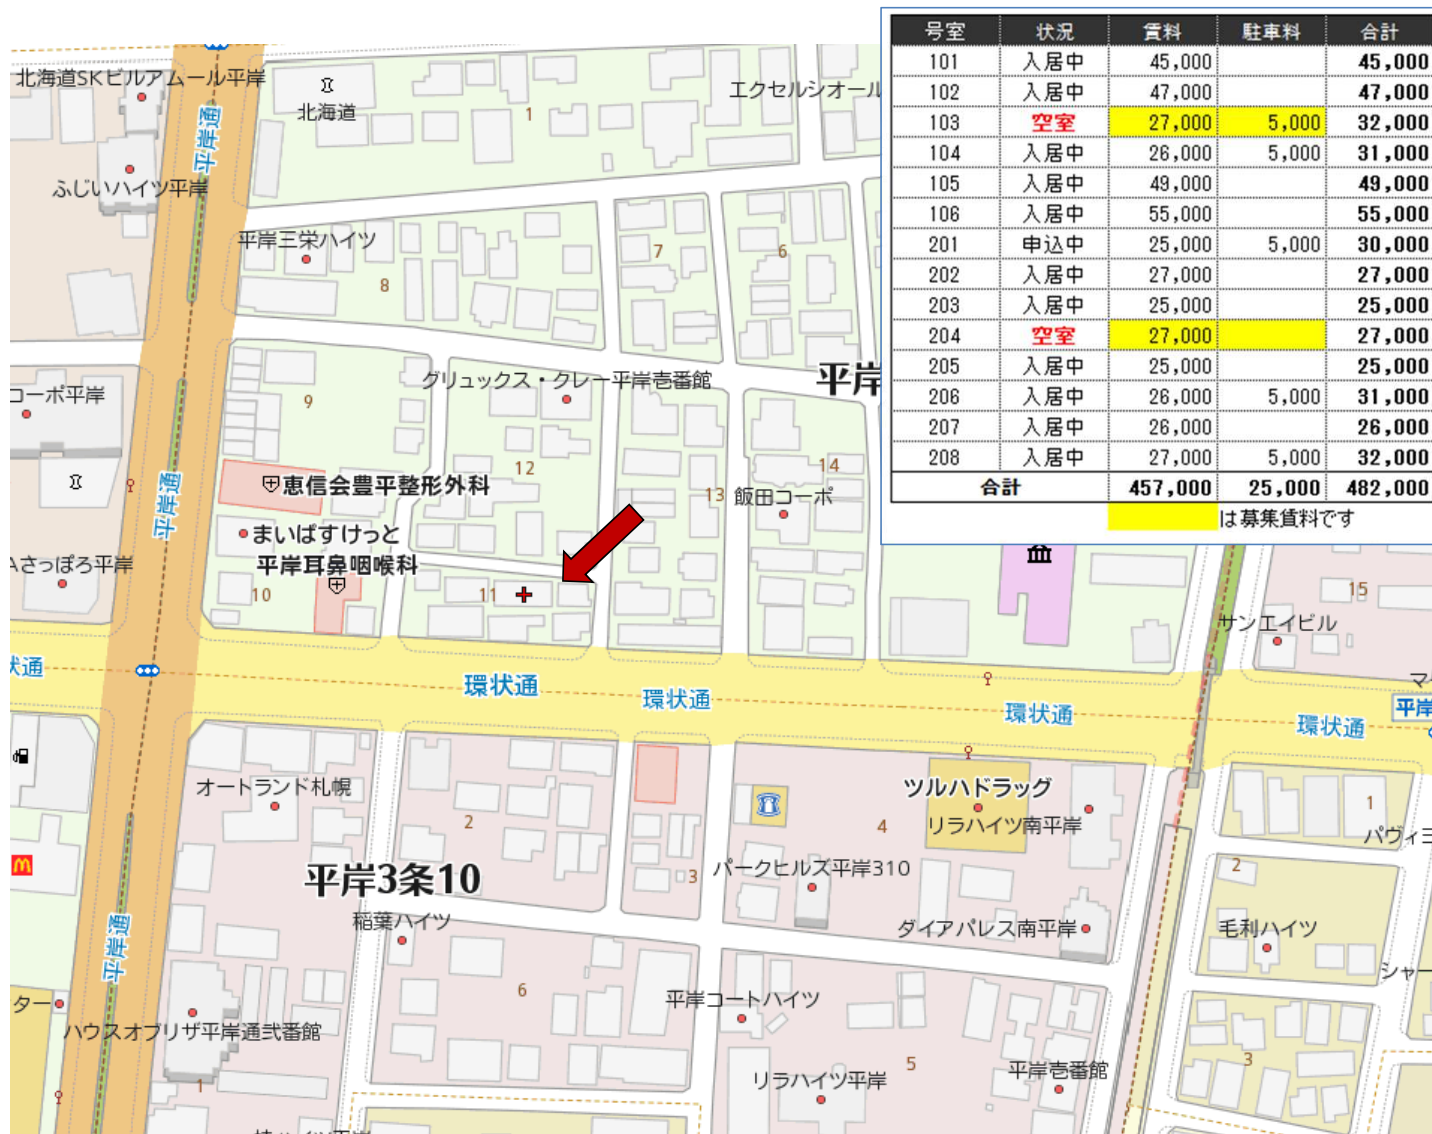 号室 状況 賃料 駐車料 合計
101 入居中 45,000 45,000
102 入居中 47,000 47,000
103 空室 27,000 5,000 32,000
104 入居中 26,000 5,000 31,000
105 入居中 49,000 49,000
106 入居中 55,000 55,000
201 申込中 25,000 5,000 30,000
202 入居中 27,000 27,000
203 入居中 25,000 25,000
204 空室 27,000 27,000
205 入居中 25,000 25,000
206 入居中 26,000 5,000 31,000
207 入居中 26,000 26,000
208 入居中 27,000 5,000 32,000
合計 457,000 25,000 482,000
は募集賃料です
北海道SKビルアムール平岸
北海道
1
エクセルシオール
平岸通
ふじいハイツ平岸
平岸三栄ハイツ
7
6
8
コーポ平岸
グリュックス・クレー平岸壱番館
平岸
9
12
14
13
飯田コーポ
恵信会豊平整形外科
平岸通
まいばすけっと
平岸耳鼻咽喉科
さっぽろ平岸
10
11
15
サンエイビル
状通
環状通
環状通
環状通
環状通
マ
平岸
オートランド札幌
2
ツルハドラッグ
リラハイツ南平岸
4
1
パヴィ
平岸3条10
3
パークヒルズ平岸310
2
稲葉ハイツ
ダイアパレス南平岸
毛利ハイツ
平岸通
シャー
6
平岸コートハイツ
ター
ハウスオブリザ平岸通弐番館
5
3
1
リラハイツ平岸
平岸壱番館